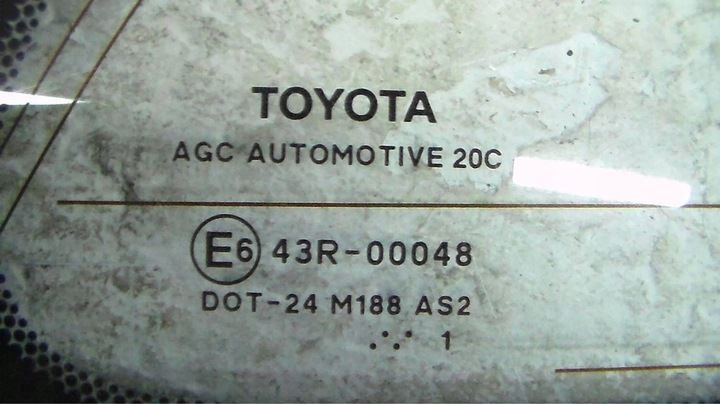 TOYOTA
AGC AUTOMOTIVE 20C
E6 43R-00048
DOT-24 M188 AS2
⋰.⋰ 1